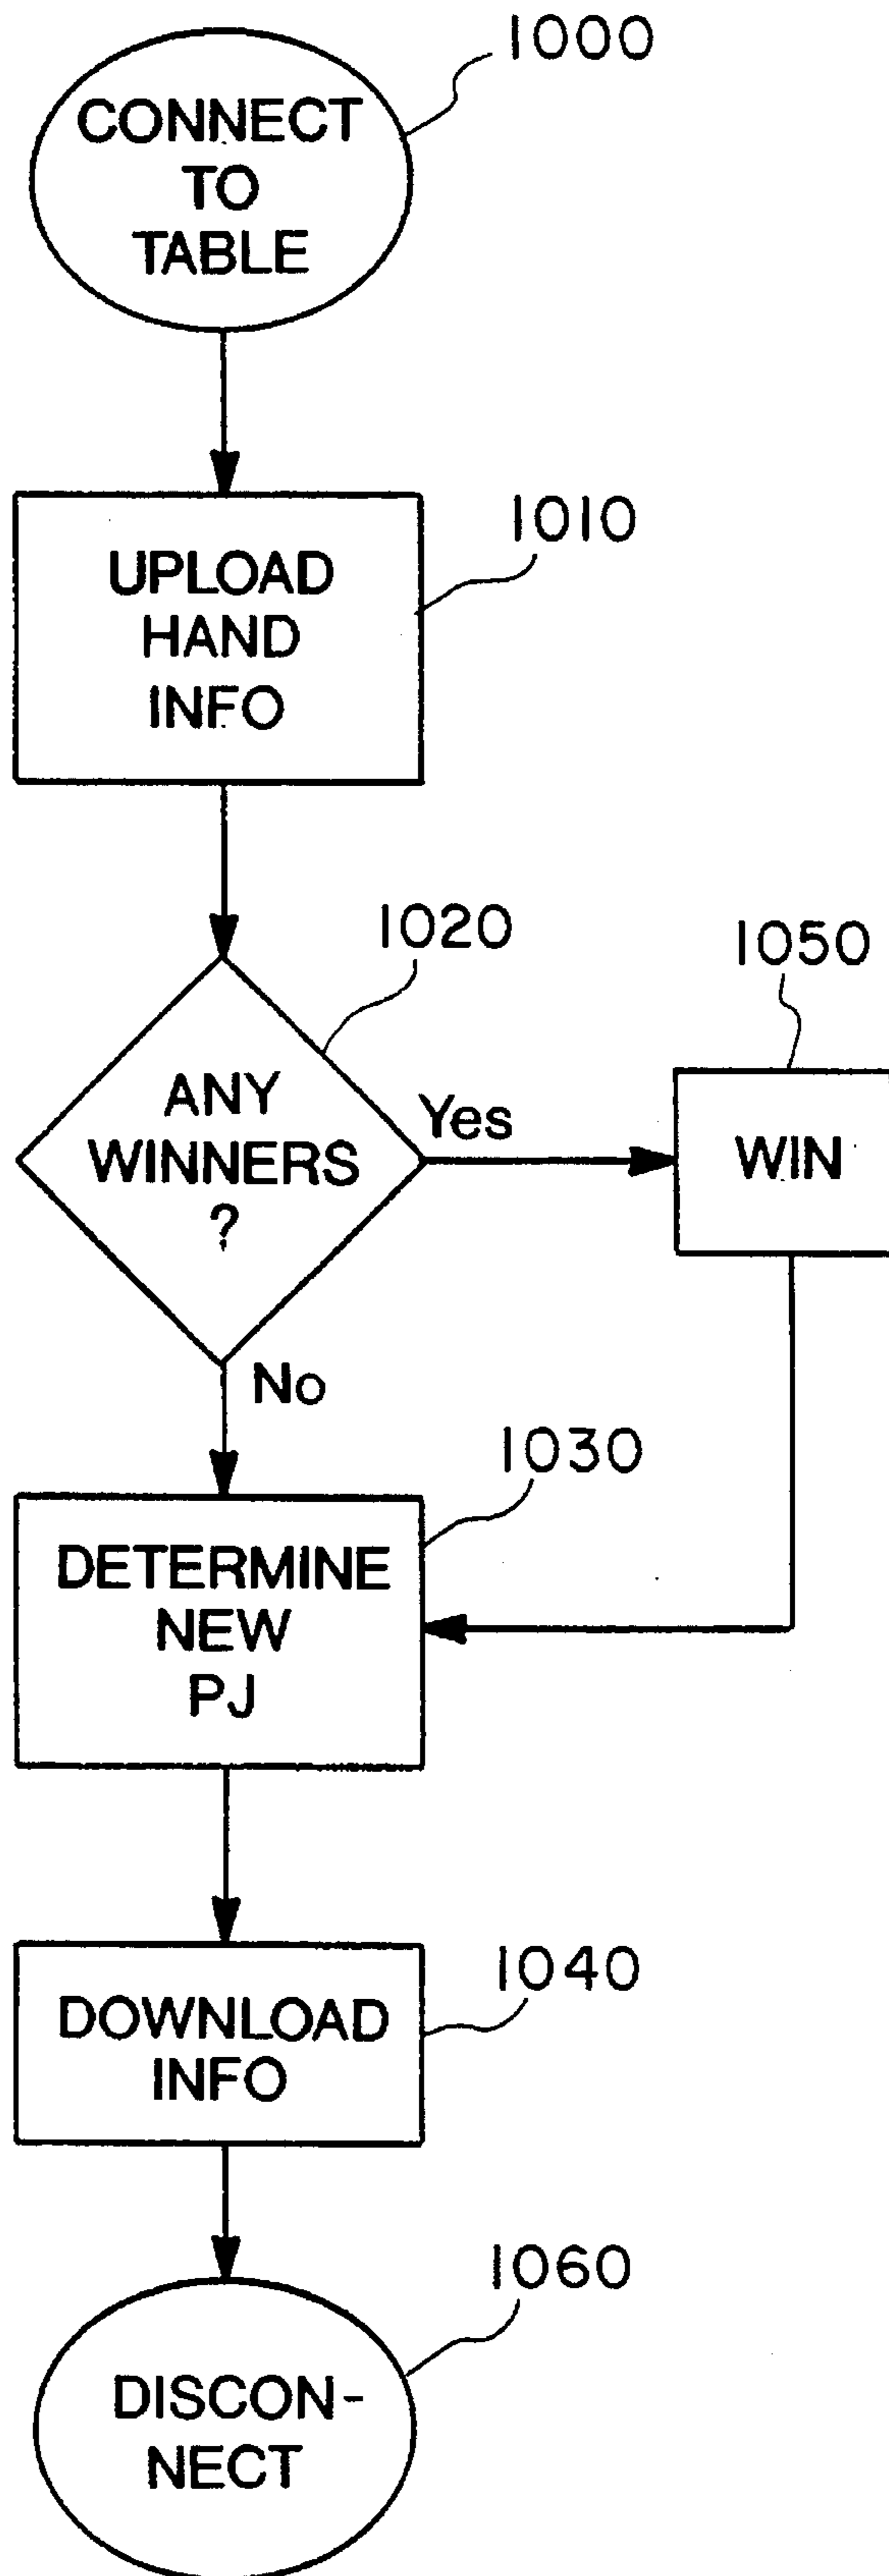 1000
CONNECT
TO
TABLE
1010
UPLOAD
HAND
INFO
1020
1050
ANY
WINNERS
?
Yes
WIN
No
1030
DETERMINE
NEW
PJ
1040
DOWNLOAD
INFO
1060
DISCON-
NECT